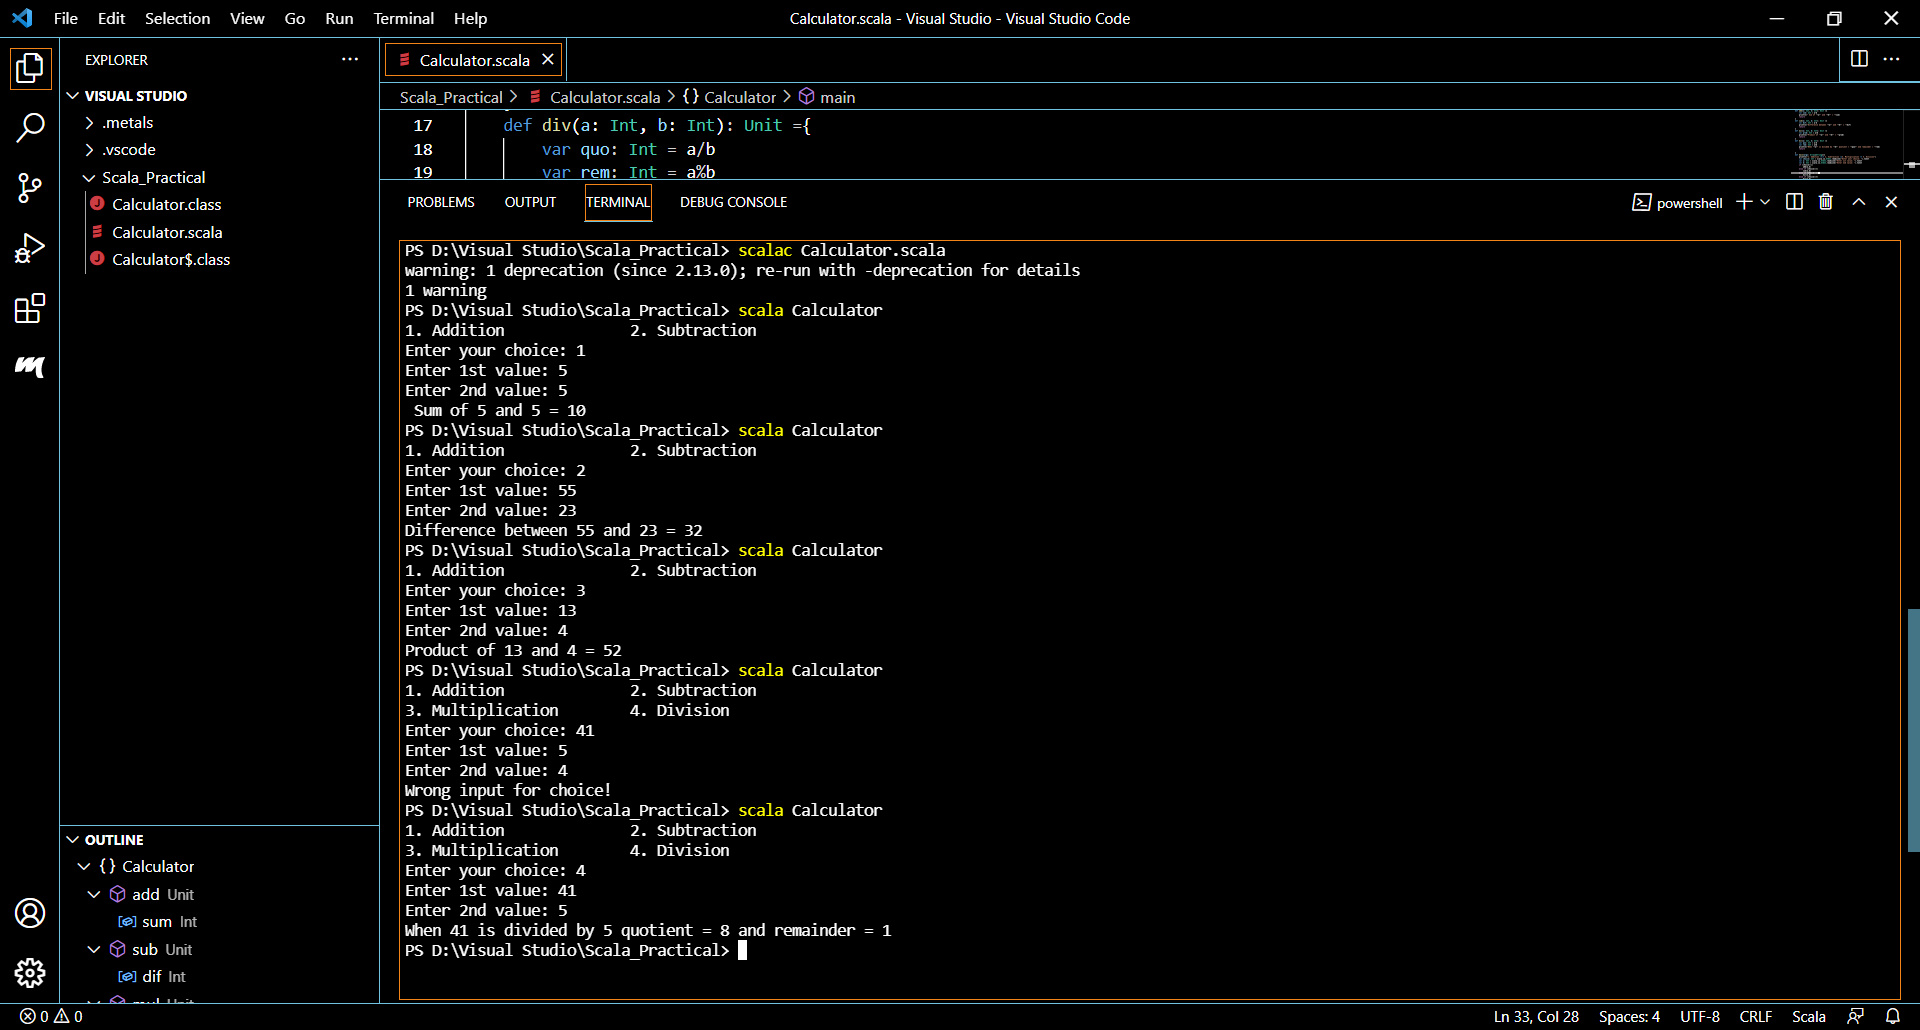 File Edit Selection View Go Run Terminal Help
Calculator.scala - Visual Studio - Visual Studio Code
EXPLORER
VISUAL STUDIO
.metals
.vscode
Scala_Practical
Calculator.class
Calculator.scala
Calculator$.class
OUTLINE
{} Calculator
add Unit
sum Int
sub Unit
dif Int
mul Unit
Calculator.scala
Scala_Practical > Calculator.scala > {} Calculator > main
17 def div(a: Int, b: Int): Unit ={
18 var quo: Int = a/b
19 var rem: Int = a%b
PROBLEMS OUTPUT TERMINAL DEBUG CONSOLE
powershell
PS D:\Visual Studio\Scala_Practical> scalac Calculator.scala
warning: 1 deprecation (since 2.13.0); re-run with -deprecation for details
1 warning
PS D:\Visual Studio\Scala_Practical> scala Calculator
1. Addition 2. Subtraction
Enter your choice: 1
Enter 1st value: 5
Enter 2nd value: 5
Sum of 5 and 5 = 10
PS D:\Visual Studio\Scala_Practical> scala Calculator
1. Addition 2. Subtraction
Enter your choice: 2
Enter 1st value: 55
Enter 2nd value: 23
Difference between 55 and 23 = 32
PS D:\Visual Studio\Scala_Practical> scala Calculator
1. Addition 2. Subtraction
Enter your choice: 3
Enter 1st value: 13
Enter 2nd value: 4
Product of 13 and 4 = 52
PS D:\Visual Studio\Scala_Practical> scala Calculator
1. Addition 2. Subtraction
3. Multiplication 4. Division
Enter your choice: 41
Enter 1st value: 5
Enter 2nd value: 4
Wrong input for choice!
PS D:\Visual Studio\Scala_Practical> scala Calculator
1. Addition 2. Subtraction
3. Multiplication 4. Division
Enter your choice: 4
Enter 1st value: 41
Enter 2nd value: 5
When 41 is divided by 5 quotient = 8 and remainder = 1
PS D:\Visual Studio\Scala_Practical>
0 0
Ln 33, Col 28 Spaces: 4 UTF-8 CRLF Scala